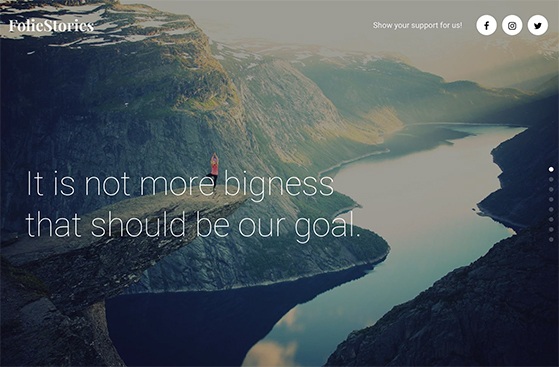 FolieStories
Show your support for us!
It is not more bigness
that should be our goal.